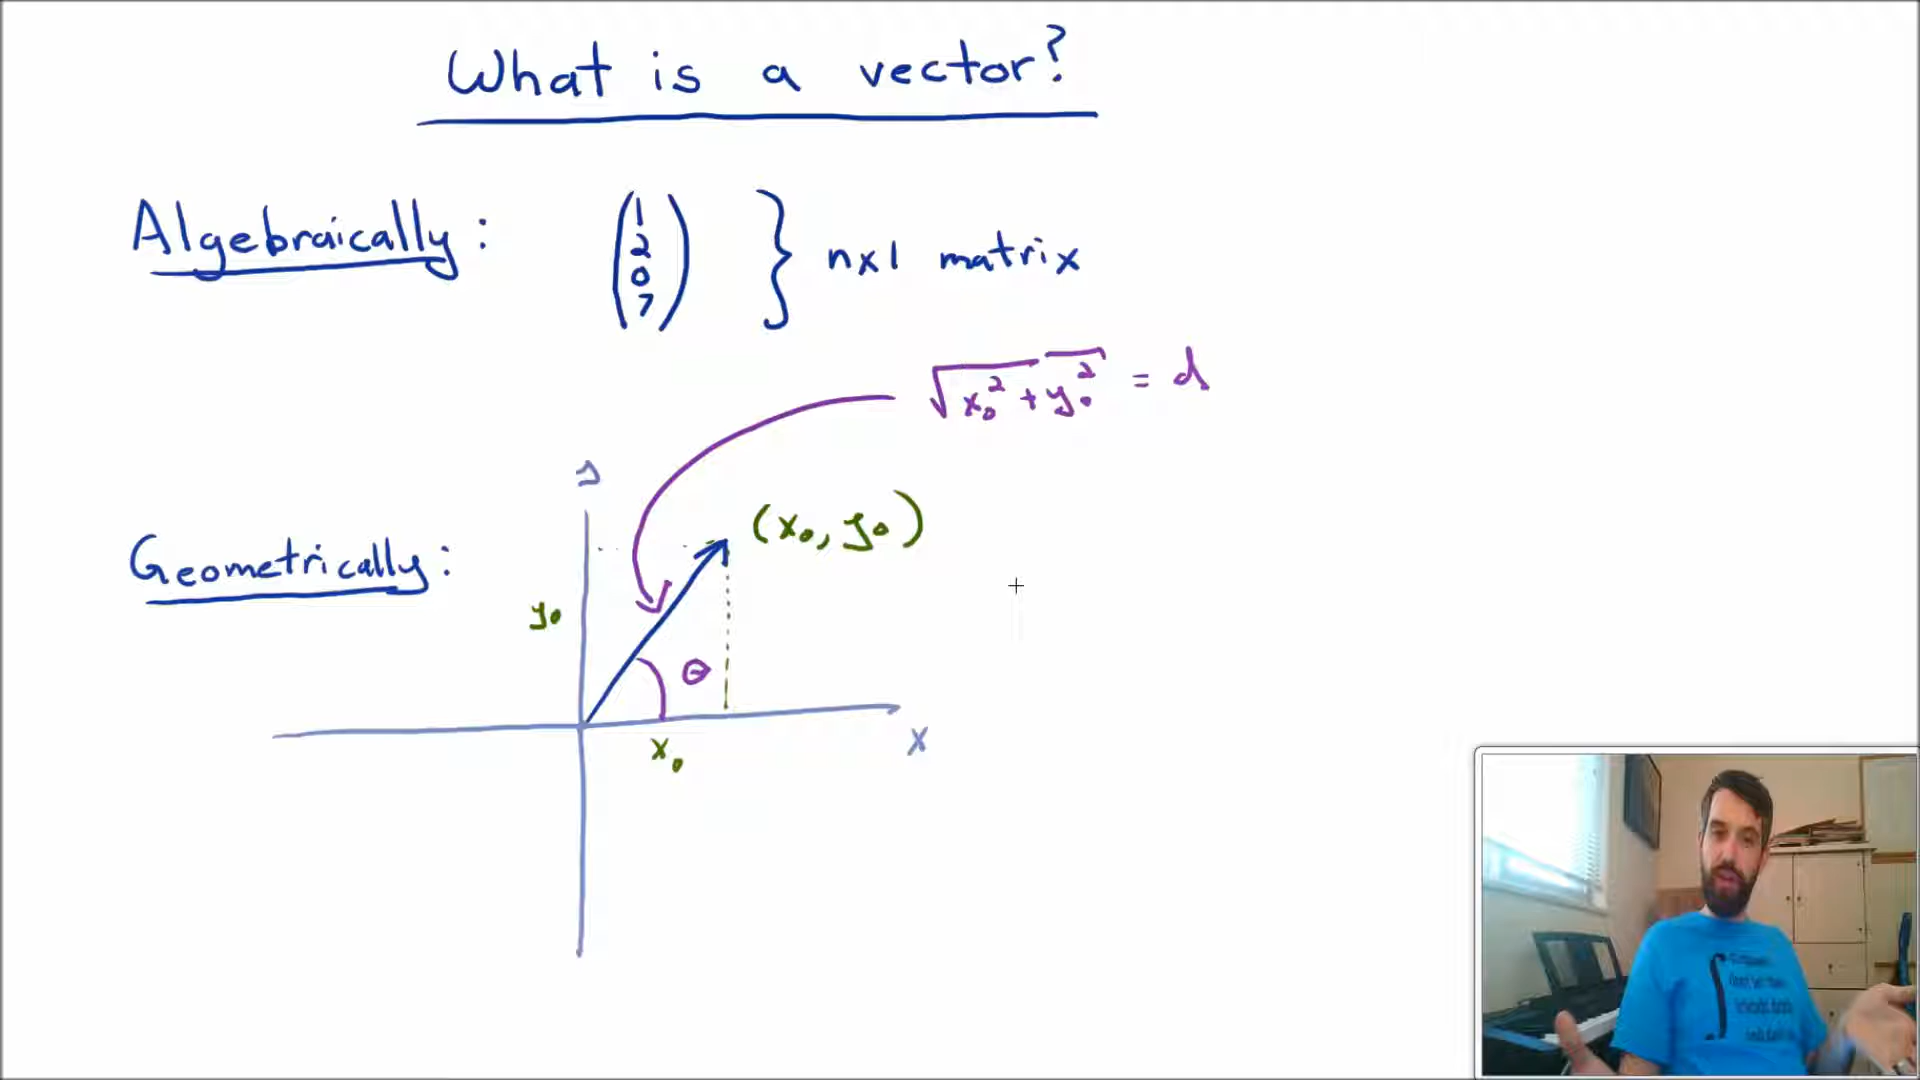 What is a vector?
Algebraically: (1 2 0 7) } n×1 matrix
√x₀² + y₀² = d
y
(x₀, y₀)
Geometrically:
y₀
θ
x₀
x